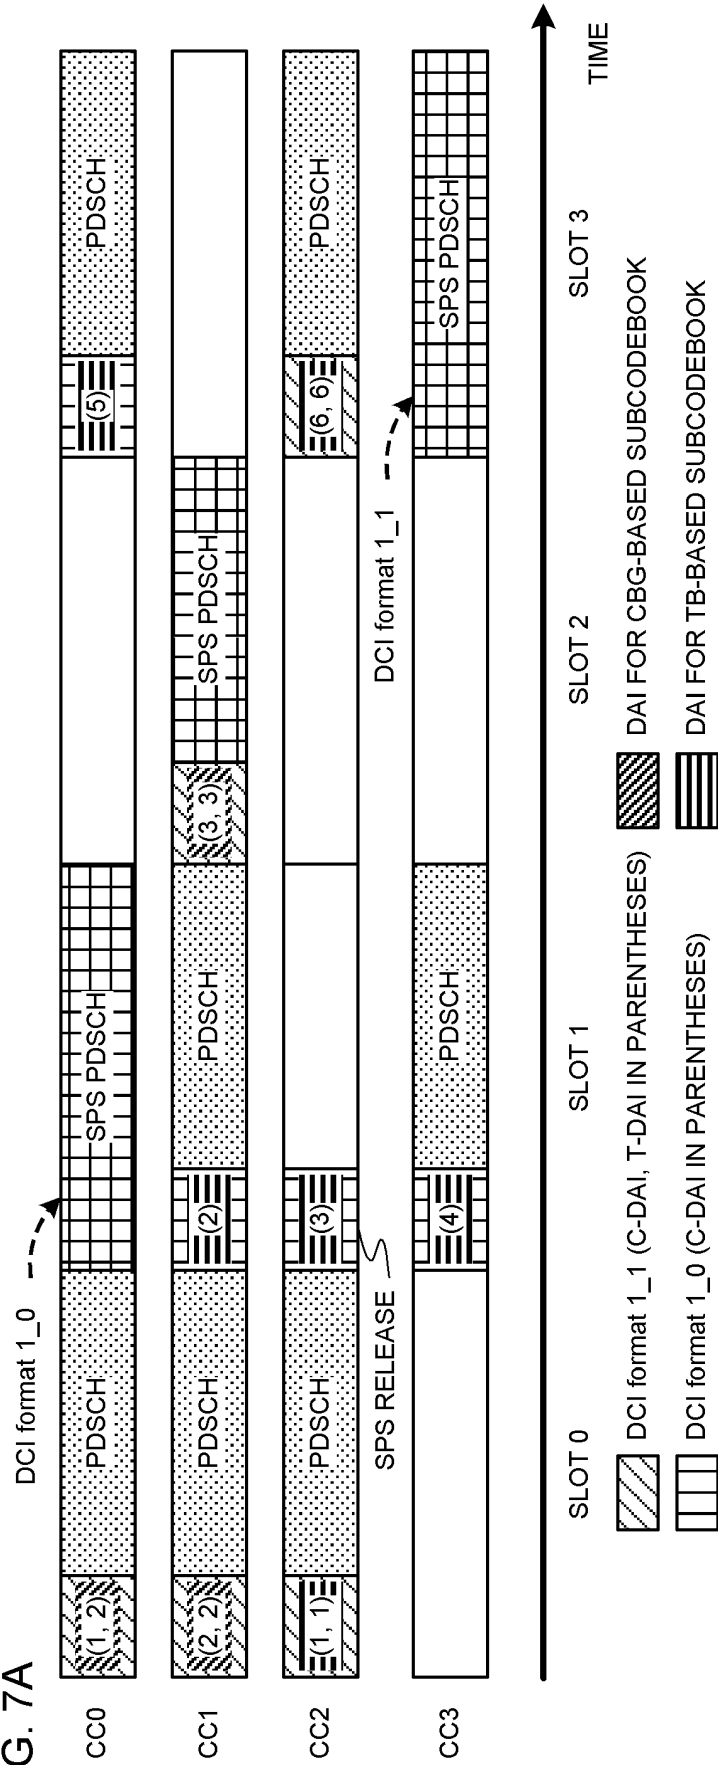 G. 7A
DCI format 1_0
CC0
(1, 2)
PDSCH
SPS PDSCH
(5)
PDSCH
CC1
(2, 2)
PDSCH
(2)
PDSCH
(3, 3)
SPS PDSCH
CC2
(1, 1)
PDSCH
(3)
(6, 6)
PDSCH
SPS RELEASE
DCI format 1_1
CC3
(4)
PDSCH
SPS PDSCH
SLOT 0
SLOT 1
SLOT 2
SLOT 3
TIME
DCI format 1_1 (C-DAI, T-DAI IN PARENTHESES)
DAI FOR CBG-BASED SUBCODEBOOK
DCI format 1_0 (C-DAI IN PARENTHESES)
DAI FOR TB-BASED SUBCODEBOOK